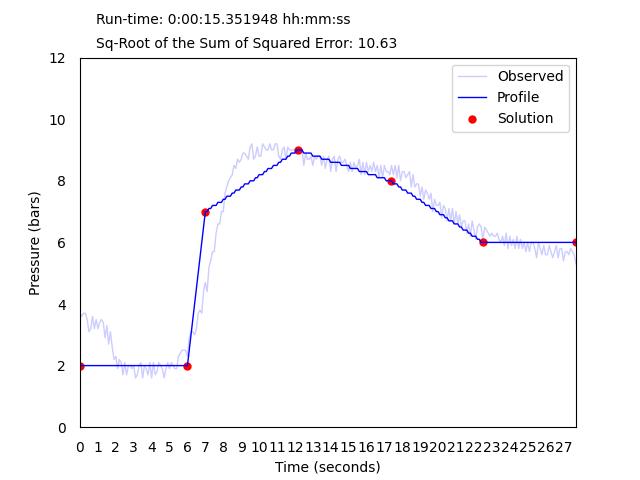 Run-time: 0:00:15.351948 hh:mm:ss
Sq-Root of the Sum of Squared Error: 10.63
Observed
Profile
Solution
12
10
8
6
4
2
0
Pressure (bars)
0 1 2 3 4 5 6 7 8 9 10 11 12 13 14 15 16 17 18 19 20 21 22 23 24 25 26 27
Time (seconds)